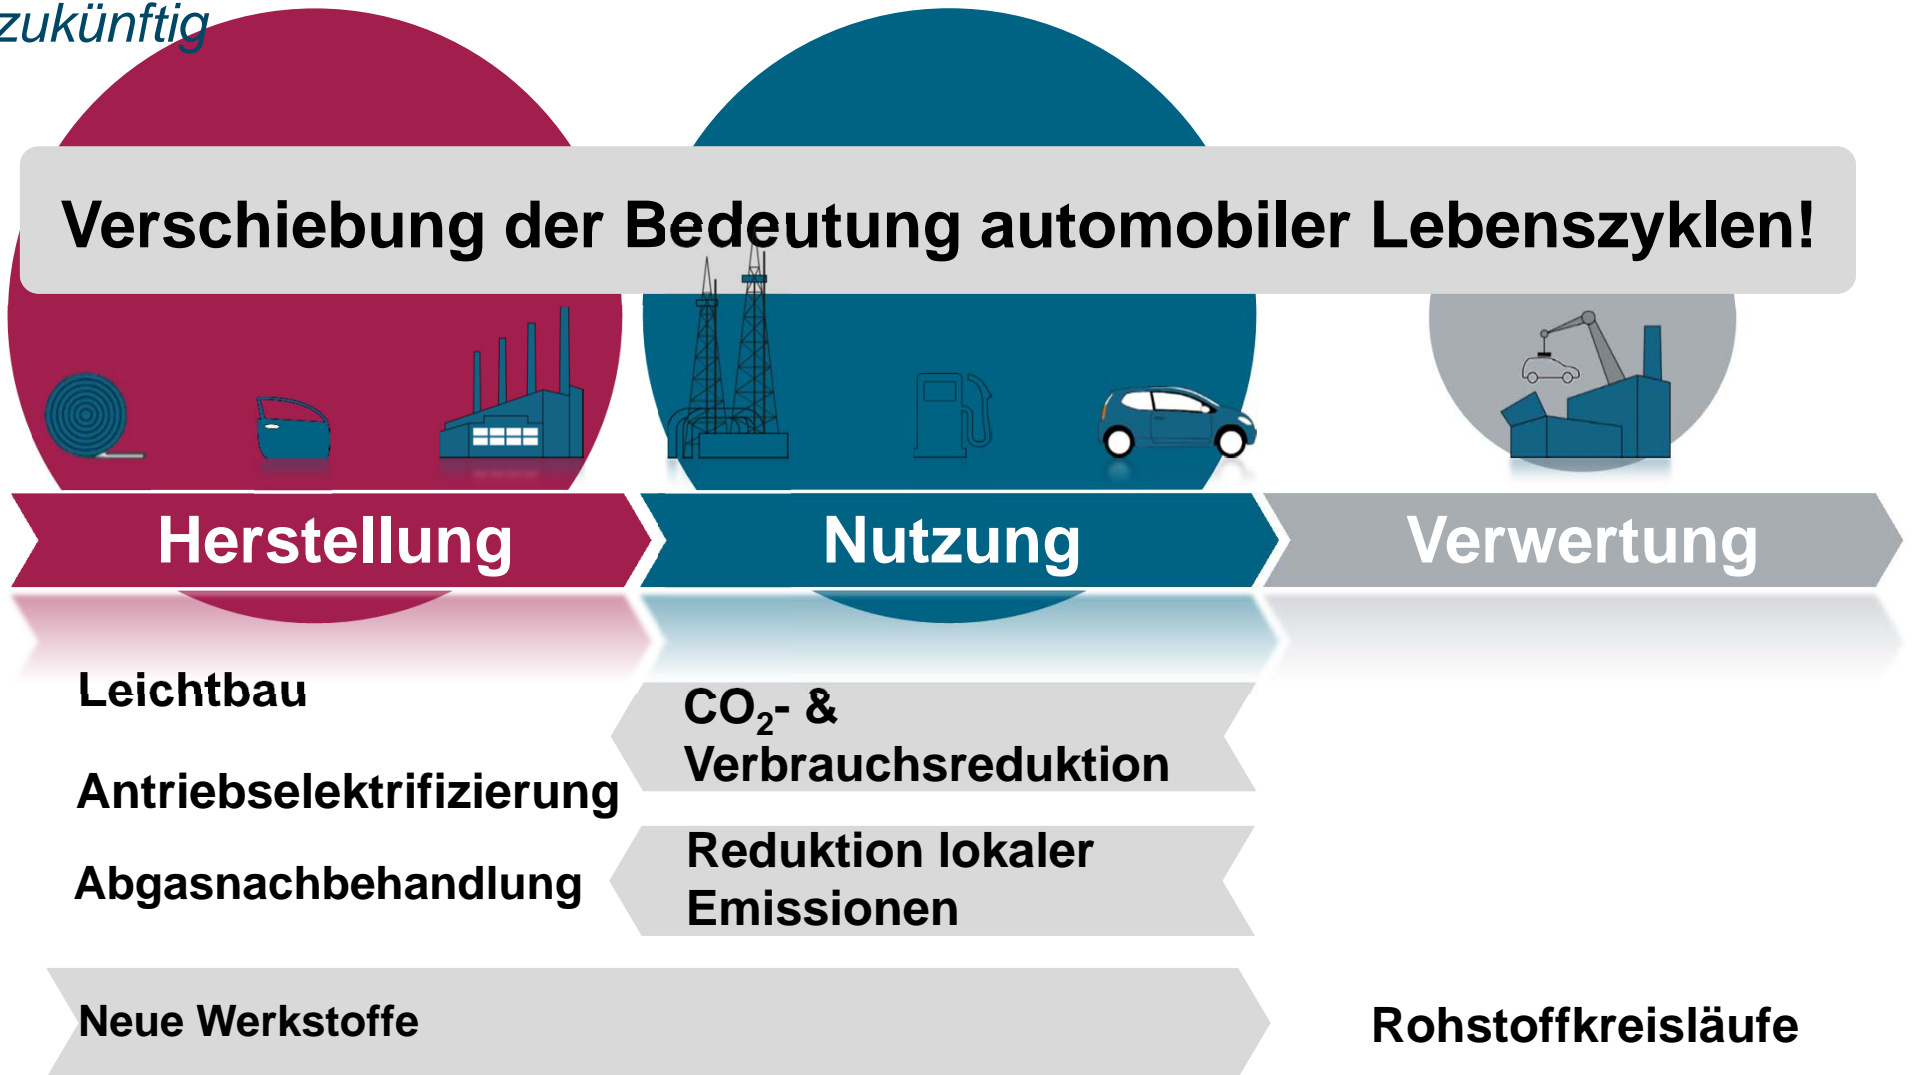 zukünftig
Verschiebung der Bedeutung automobiler Lebenszyklen!
Herstellung
Nutzung
Verwertung
Leichtbau
Antriebselektrifizierung
Abgasnachbehandlung
CO₂- &
Verbrauchsreduktion
Reduktion lokaler
Emissionen
Neue Werkstoffe
Rohstoffkreisläufe